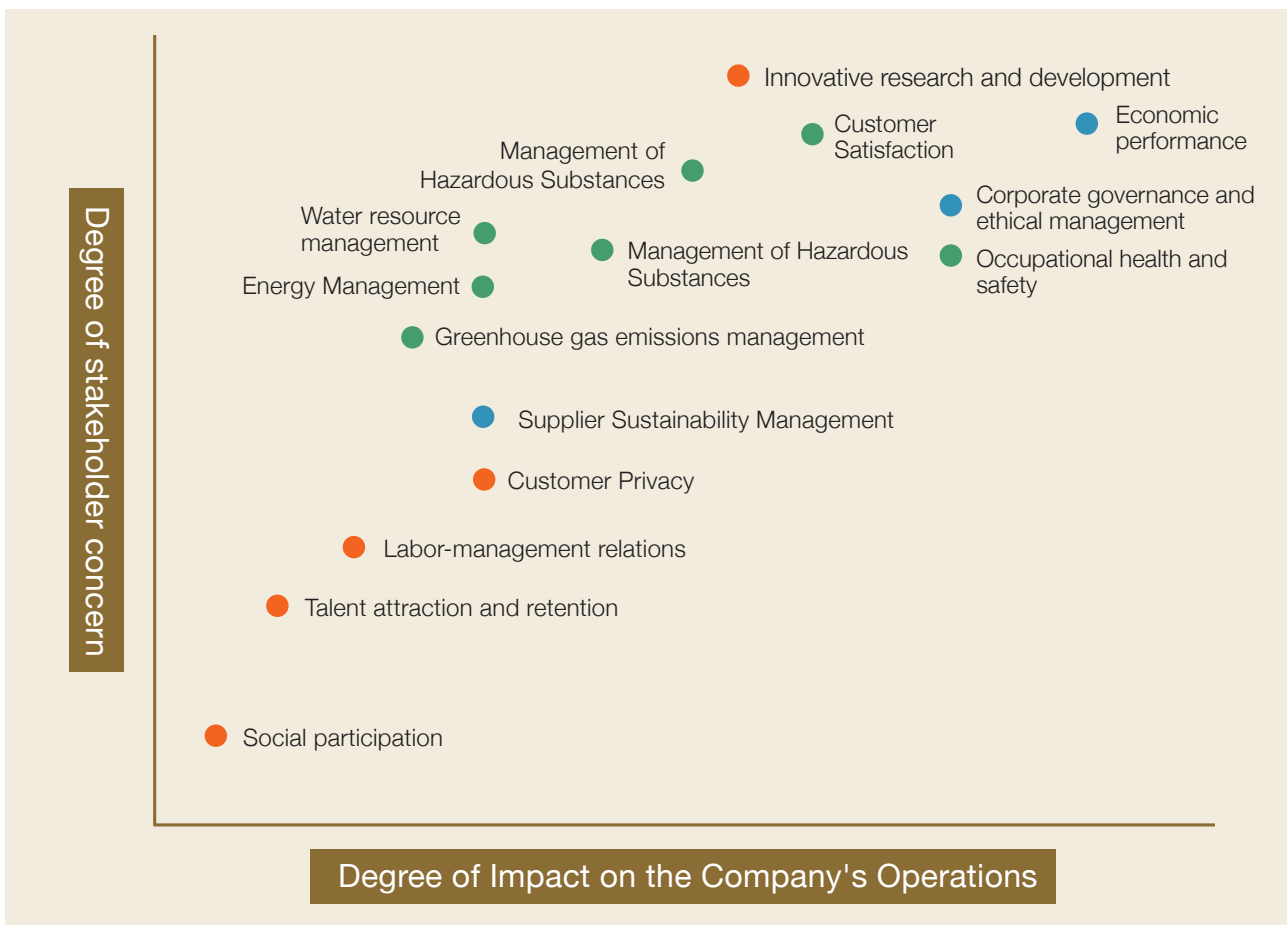 Innovative research and development
Customer
Satisfaction
Economic
performance
Management of
Hazardous Substances
Corporate governance and
ethical management
Water resource
management
Management of Hazardous
Substances
Occupational health and
safety
Energy Management
Greenhouse gas emissions management
Supplier Sustainability Management
Customer Privacy
Labor-management relations
Talent attraction and retention
Social participation
Degree of stakeholder concern
Degree of Impact on the Company's Operations